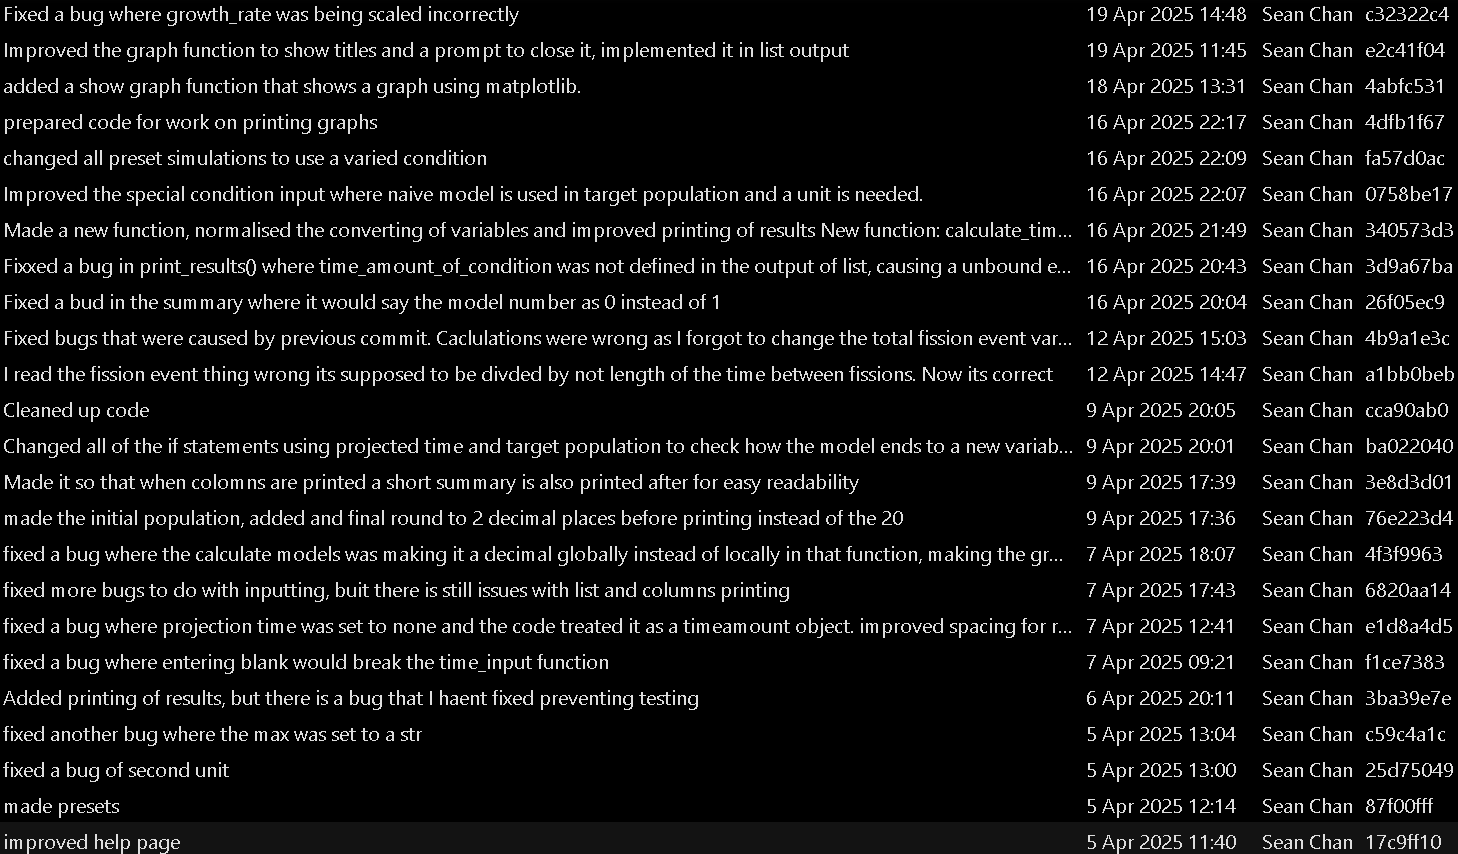 Fixed a bug where growth_rate was being scaled incorrectly 19 Apr 2025 14:48 Sean Chan c32322c4
Improved the graph function to show titles and a prompt to close it, implemented it in list output 19 Apr 2025 11:45 Sean Chan e2c41f04
added a show graph function that shows a graph using matplotlib. 18 Apr 2025 13:31 Sean Chan 4abfc531
prepared code for work on printing graphs 16 Apr 2025 22:17 Sean Chan 4dfb1f67
changed all preset simulations to use a varied condition 16 Apr 2025 22:09 Sean Chan fa57d0ac
Improved the special condition input where naive model is used in target population and a unit is needed. 16 Apr 2025 22:07 Sean Chan 0758be17
Made a new function, normalised the converting of variables and improved printing of results New function: calculate_tim... 16 Apr 2025 21:49 Sean Chan 340573d3
Fixxed a bug in print_results() where time_amount_of_condition was not defined in the output of list, causing a unbound e... 16 Apr 2025 20:43 Sean Chan 3d9a67ba
Fixed a bud in the summary where it would say the model number as 0 instead of 1 16 Apr 2025 20:04 Sean Chan 26f05ec9
Fixed bugs that were caused by previous commit. Caclulations were wrong as I forgot to change the total fission event var... 12 Apr 2025 15:03 Sean Chan 4b9a1e3c
I read the fission event thing wrong its supposed to be divded by not length of the time between fissions. Now its correct 12 Apr 2025 14:47 Sean Chan a1bb0beb
Cleaned up code 9 Apr 2025 20:05 Sean Chan cca90ab0
Changed all of the if statements using projected time and target population to check how the model ends to a new variab... 9 Apr 2025 20:01 Sean Chan ba022040
Made it so that when colomns are printed a short summary is also printed after for easy readability 9 Apr 2025 17:39 Sean Chan 3e8d3d01
made the initial population, added and final round to 2 decimal places before printing instead of the 20 9 Apr 2025 17:36 Sean Chan 76e223d4
fixed a bug where the calculate models was making it a decimal globally instead of locally in that function, making the gr... 7 Apr 2025 18:07 Sean Chan 4f3f9963
fixed more bugs to do with inputting, buit there is still issues with list and columns printing 7 Apr 2025 17:43 Sean Chan 6820aa14
fixed a bug where projection time was set to none and the code treated it as a timeamount object. improved spacing for r... 7 Apr 2025 12:41 Sean Chan e1d8a4d5
fixed a bug where entering blank would break the time_input function 7 Apr 2025 09:21 Sean Chan f1ce7383
Added printing of results, but there is a bug that I haent fixed preventing testing 6 Apr 2025 20:11 Sean Chan 3ba39e7e
fixed another bug where the max was set to a str 5 Apr 2025 13:04 Sean Chan c59c4a1c
fixed a bug of second unit 5 Apr 2025 13:00 Sean Chan 25d75049
made presets 5 Apr 2025 12:14 Sean Chan 87f00fff
improved help page 5 Apr 2025 11:40 Sean Chan 17c9ff10